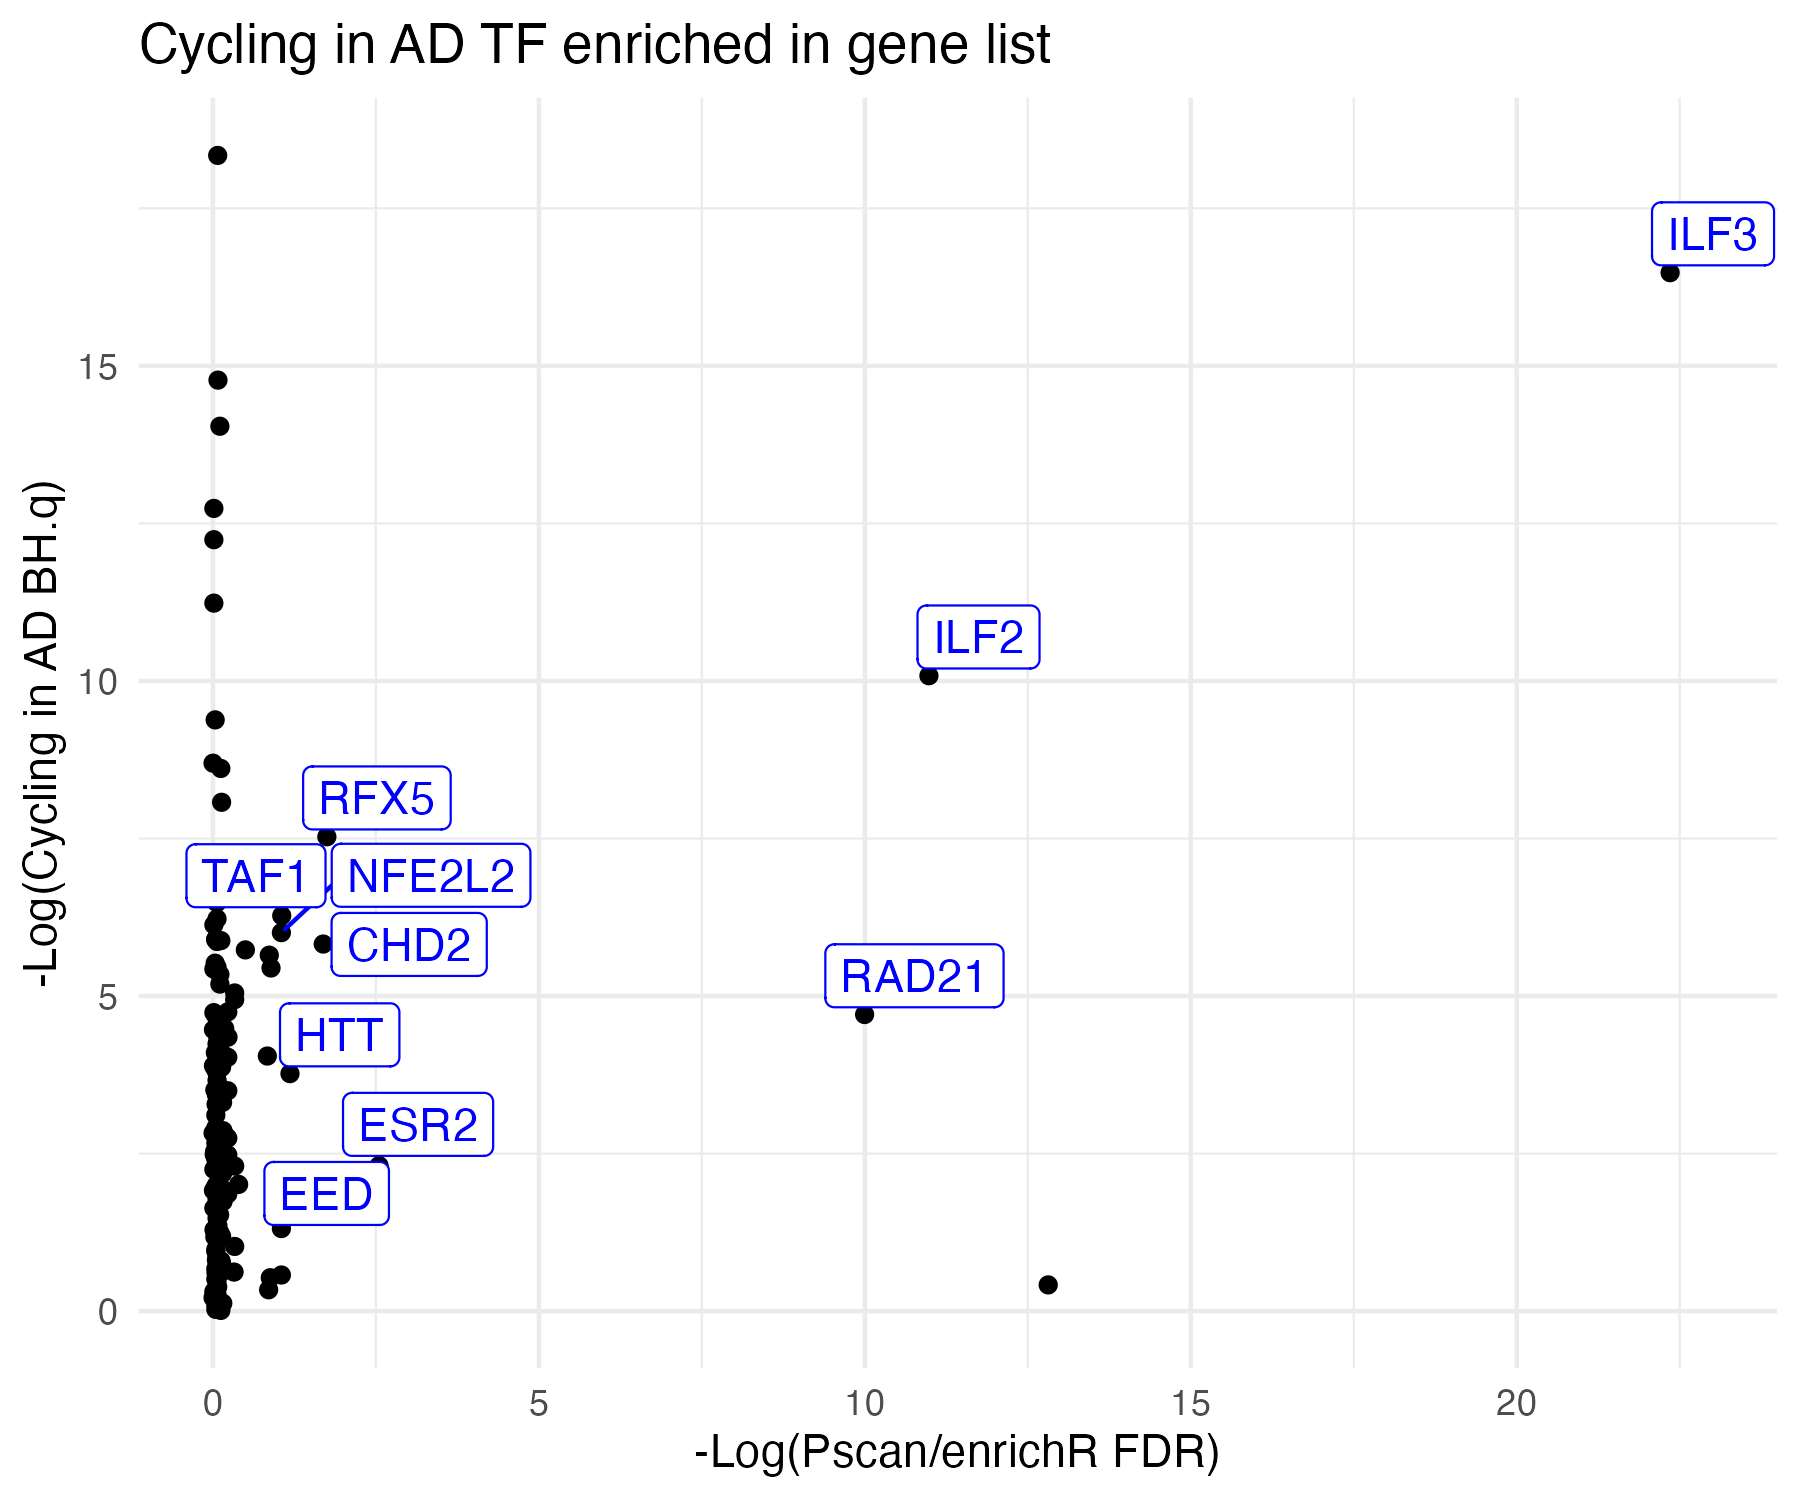 Cycling in AD TF enriched in gene list
-Log(Cycling in AD BH.q)
15
10
5
0
ILF3
ILF2
RFX5
TAF1
NFE2L2
CHD2
RAD21
HTT
ESR2
EED
0
5
10
15
20
-Log(Pscan/enrichR FDR)